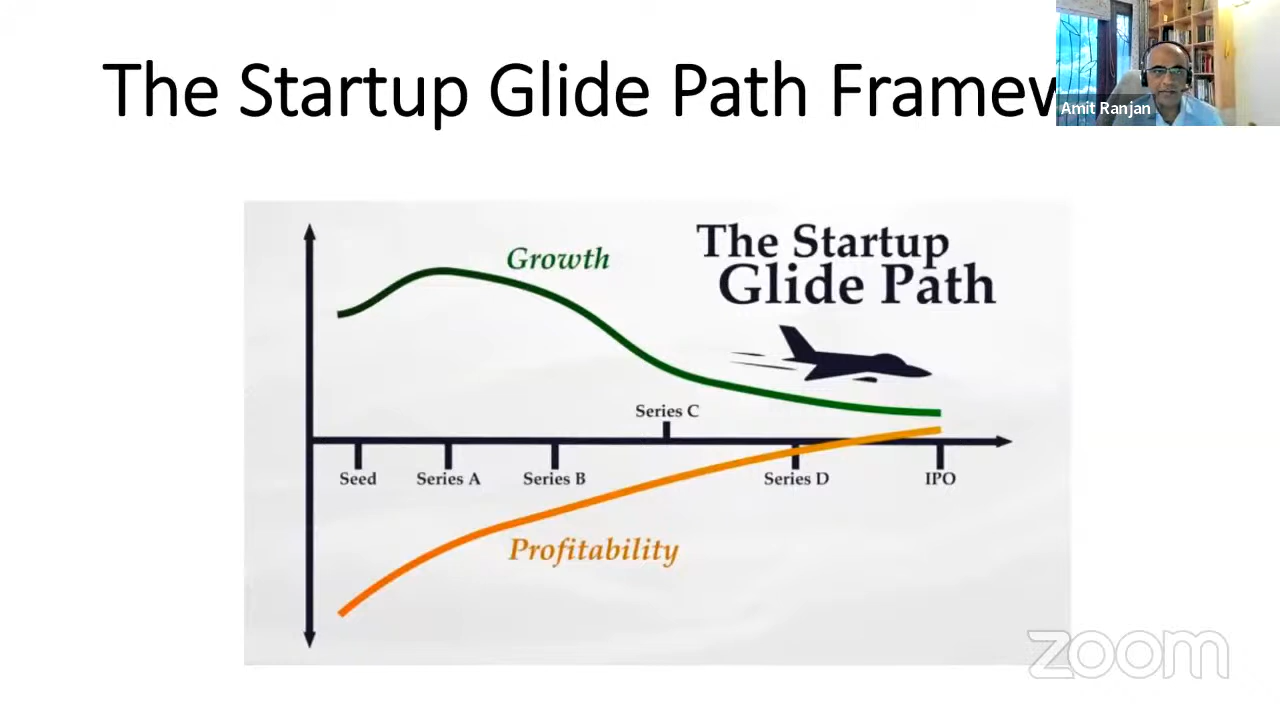 The Startup Glide Path Framew
Amit Ranjan
Growth
The Startup
Glide Path
Series C
Seed
Series A
Series B
Series D
IPO
Profitability
zoom